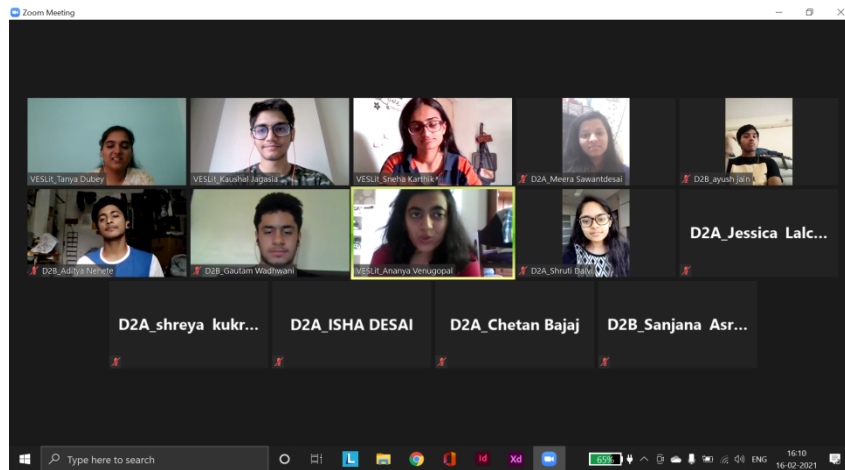 Zoom Meeting
VESLit_Tanya Dubey
VESLit_Kaushal Jagasia
VESLit_Sneha Karthik
D2A_Meera Sawantdesai
D2B_ayush jain
D2B_Aditya Nehete
D2B_Gautam Wadhwani
VESLit_Ananya Venugopal
D2A_Shruti Dalvi
D2A_Jessica Lalc...
D2A_shreya kukr...
D2A_ISHA DESAI
D2A_Chetan Bajaj
D2B_Sanjana Asr...
Type here to search
L
Id
Xd
65%
ENG
16:10
16-02-2021